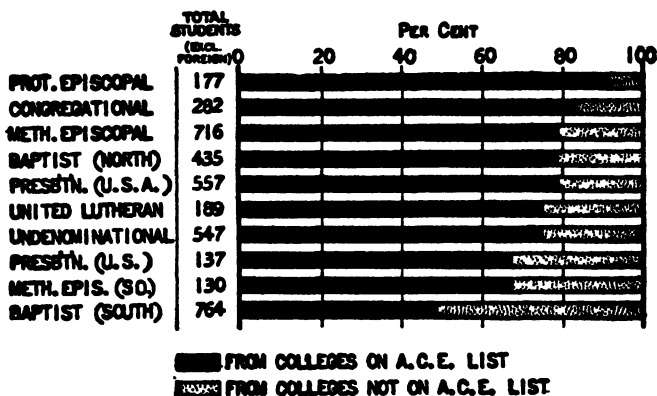 TOTAL
STUDENTS
(EXCL.
FOREIGN)
PER CENT
0 20 40 60 80 100
PROT. EPISCOPAL 177
CONGREGATIONAL 282
METH. EPISCOPAL 716
BAPTIST (NORTH) 435
PRESBT'N. (U.S.A.) 557
UNITED LUTHERAN 189
UNDENOMINATIONAL 547
PRESBT'N. (U.S.) 137
METH. EPIS. (SO.) 130
BAPTIST (SOUTH) 764
FROM COLLEGES ON A.C.E. LIST
FROM COLLEGES NOT ON A.C.E. LIST